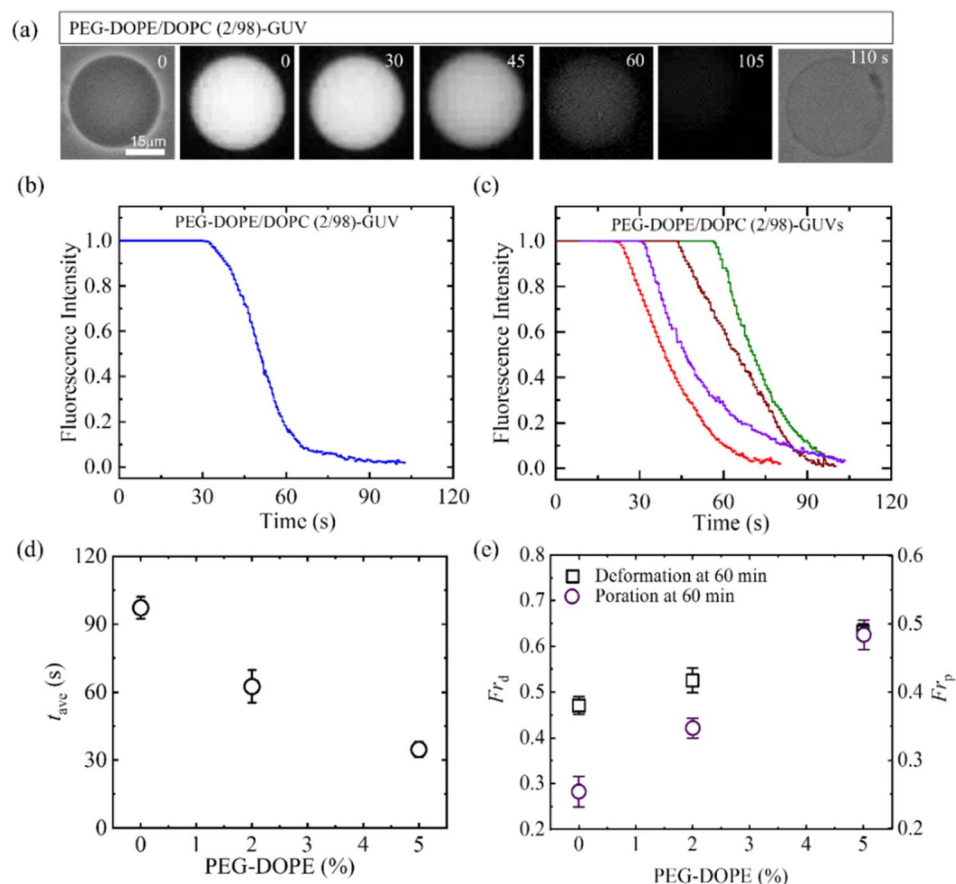 (a)
PEG-DOPE/DOPC (2/98)-GUV
0
0
30
45
60
105
110 s
15μm
(b)
(c)
PEG-DOPE/DOPC (2/98)-GUV
1.0
0.8
0.6
0.4
0.2
0.0
Fluorescence Intensity
0 30 60 90 120
Time (s)
PEG-DOPE/DOPC (2/98)-GUVs
1.0
0.8
0.6
0.4
0.2
0.0
Fluorescence Intensity
0 30 60 90 120
Time (s)
(d)
120
90
60
30
0
t_ave (s)
0 1 2 3 4 5
PEG-DOPE (%)
(e)
Deformation at 60 min
Poration at 60 min
0.8
0.7
0.6
0.5
0.4
0.3
0.2
Fr_d
0.6
0.5
0.4
0.3
0.2
Fr_p
0 1 2 3 4 5
PEG-DOPE (%)